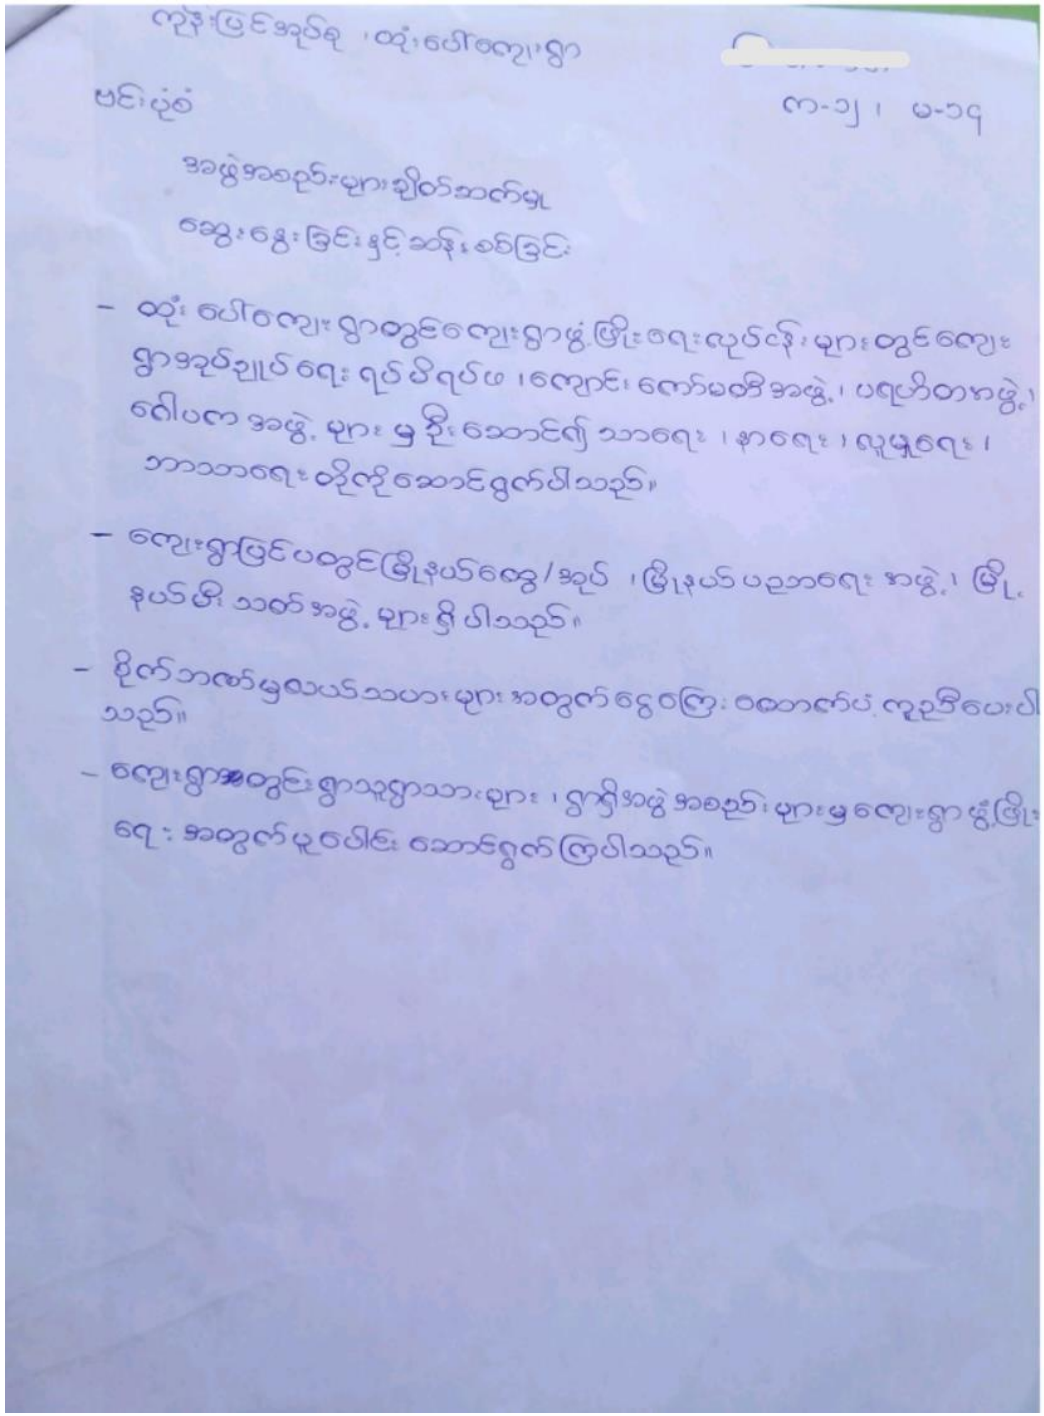 ကုန်းမြင်အုပ်စု ၊ ထုံးပေါ်ကျေးရွာ
ဗင်းပုံစံ
ကျ-၁၂ ၊ မ-၁၄
အဖွဲ့အစည်းများချိတ်ဆက်မှု
ဆွေးနွေးခြင်းနှင့်ဆန်းစစ်ခြင်း
- ထုံးပေါ်ကျေးရွာတွင်ကျေးရွာဖွံ့ဖြိုးရေးလုပ်ငန်းများတွင်ကျေး
ရွာအုပ်ချုပ်ရေး ရပ်မိရပ်ဖ ၊ ကျောင်းကော်မတီအဖွဲ့ ၊ ပရဟိတအဖွဲ့ ၊
ဂေါပကအဖွဲ့များမှဦးဆောင်၍ သာရေး ၊ နာရေး ၊ လူမှုရေး ၊
ဘာသာရေးတို့ကိုဆောင်ရွက်ပါသည်။
- ကျေးရွာပြင်ပတွင်မြို့နယ်ထွေ/အုပ် ၊ မြို့နယ်ပညာရေးအဖွဲ့ ၊ မြို့
နယ်မီးသတ်အဖွဲ့များရှိပါသည်။
- စိုက်ဘဏ်မှလယ်သမားများအတွက်ငွေကြေးထောက်ပံ့ကူညီပေးပါ
သည်။
- ကျေးရွာအတွင်းရွာသူရွာသားများ ၊ ရွာရှိအဖွဲ့အစည်းများမှကျေးရွာဖွံ့ဖြိုး
ရေးအတွက်ပူးပေါင်းဆောင်ရွက်ကြပါသည်။